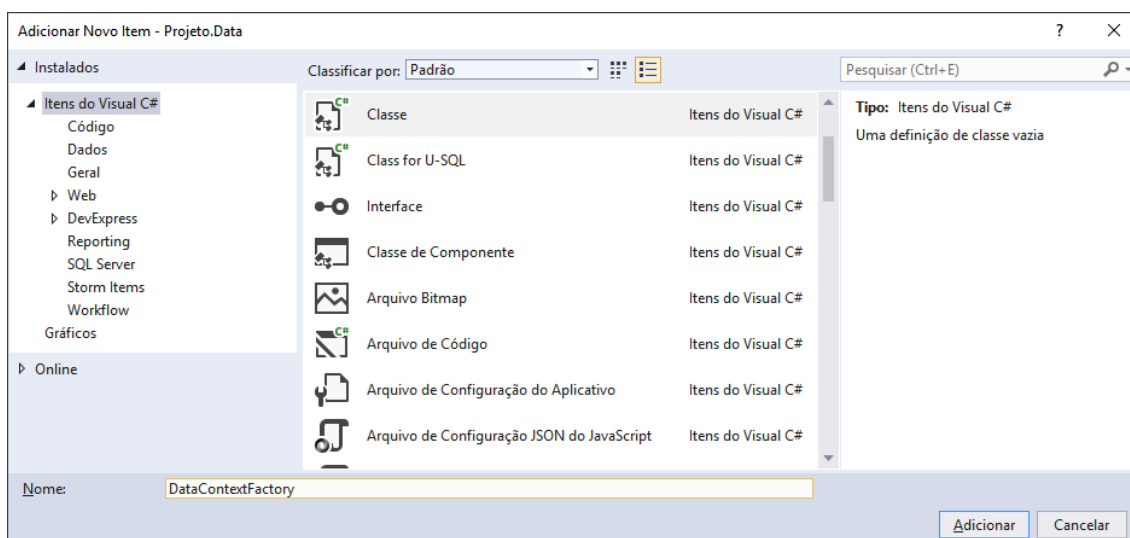 Adicionar Novo Item - Projeto.Data
?
Instalados
Classificar por: Padrão
Pesquisar (Ctrl+E)
Itens do Visual C#
Código
Dados
Geral
Web
DevExpress
Reporting
SQL Server
Storm Items
Workflow
Gráficos
Online
C# Classe Itens do Visual C#
C# Class for U-SQL Itens do Visual C#
Interface Itens do Visual C#
Classe de Componente Itens do Visual C#
Arquivo Bitmap Itens do Visual C#
C# Arquivo de Código Itens do Visual C#
Arquivo de Configuração do Aplicativo Itens do Visual C#
Arquivo de Configuração JSON do JavaScript Itens do Visual C#
Tipo: Itens do Visual C#
Uma definição de classe vazia
Nome: DataContextFactory
Adicionar Cancelar